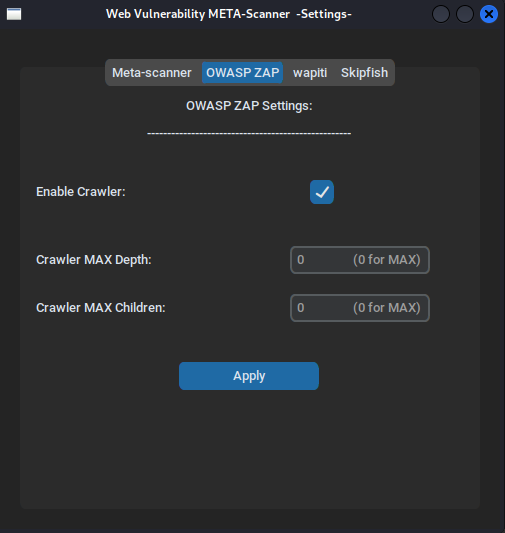 Web Vulnerability META-Scanner -Settings-
Meta-scanner OWASP ZAP wapiti Skipfish
OWASP ZAP Settings:
---------------------------------------------------
Enable Crawler:
Crawler MAX Depth: 0 (0 for MAX)
Crawler MAX Children: 0 (0 for MAX)
Apply